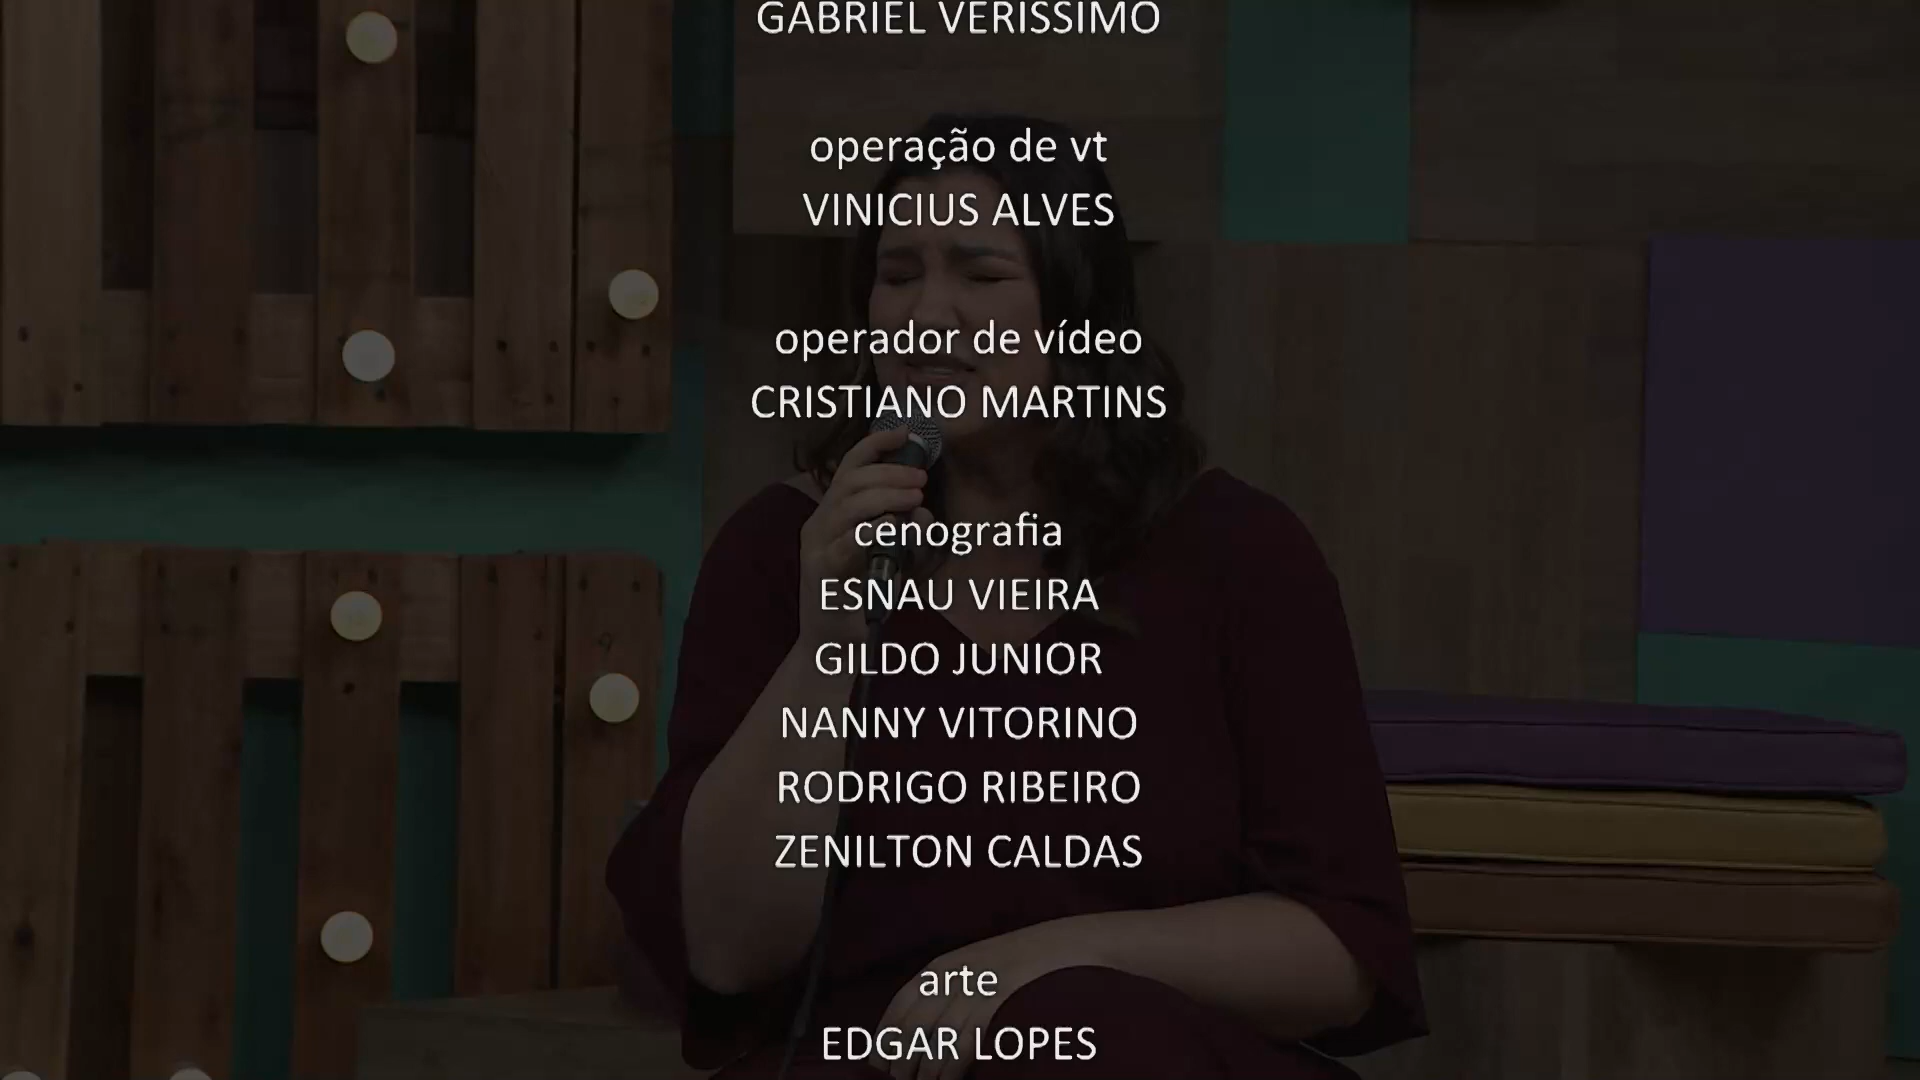 GABRIEL VERISSIMO
operação de vt
VINICIUS ALVES
operador de vídeo
CRISTIANO MARTINS
cenografia
ESNAU VIEIRA
GILDO JUNIOR
NANNY VITORINO
RODRIGO RIBEIRO
ZENILTON CALDAS
arte
EDGAR LOPES